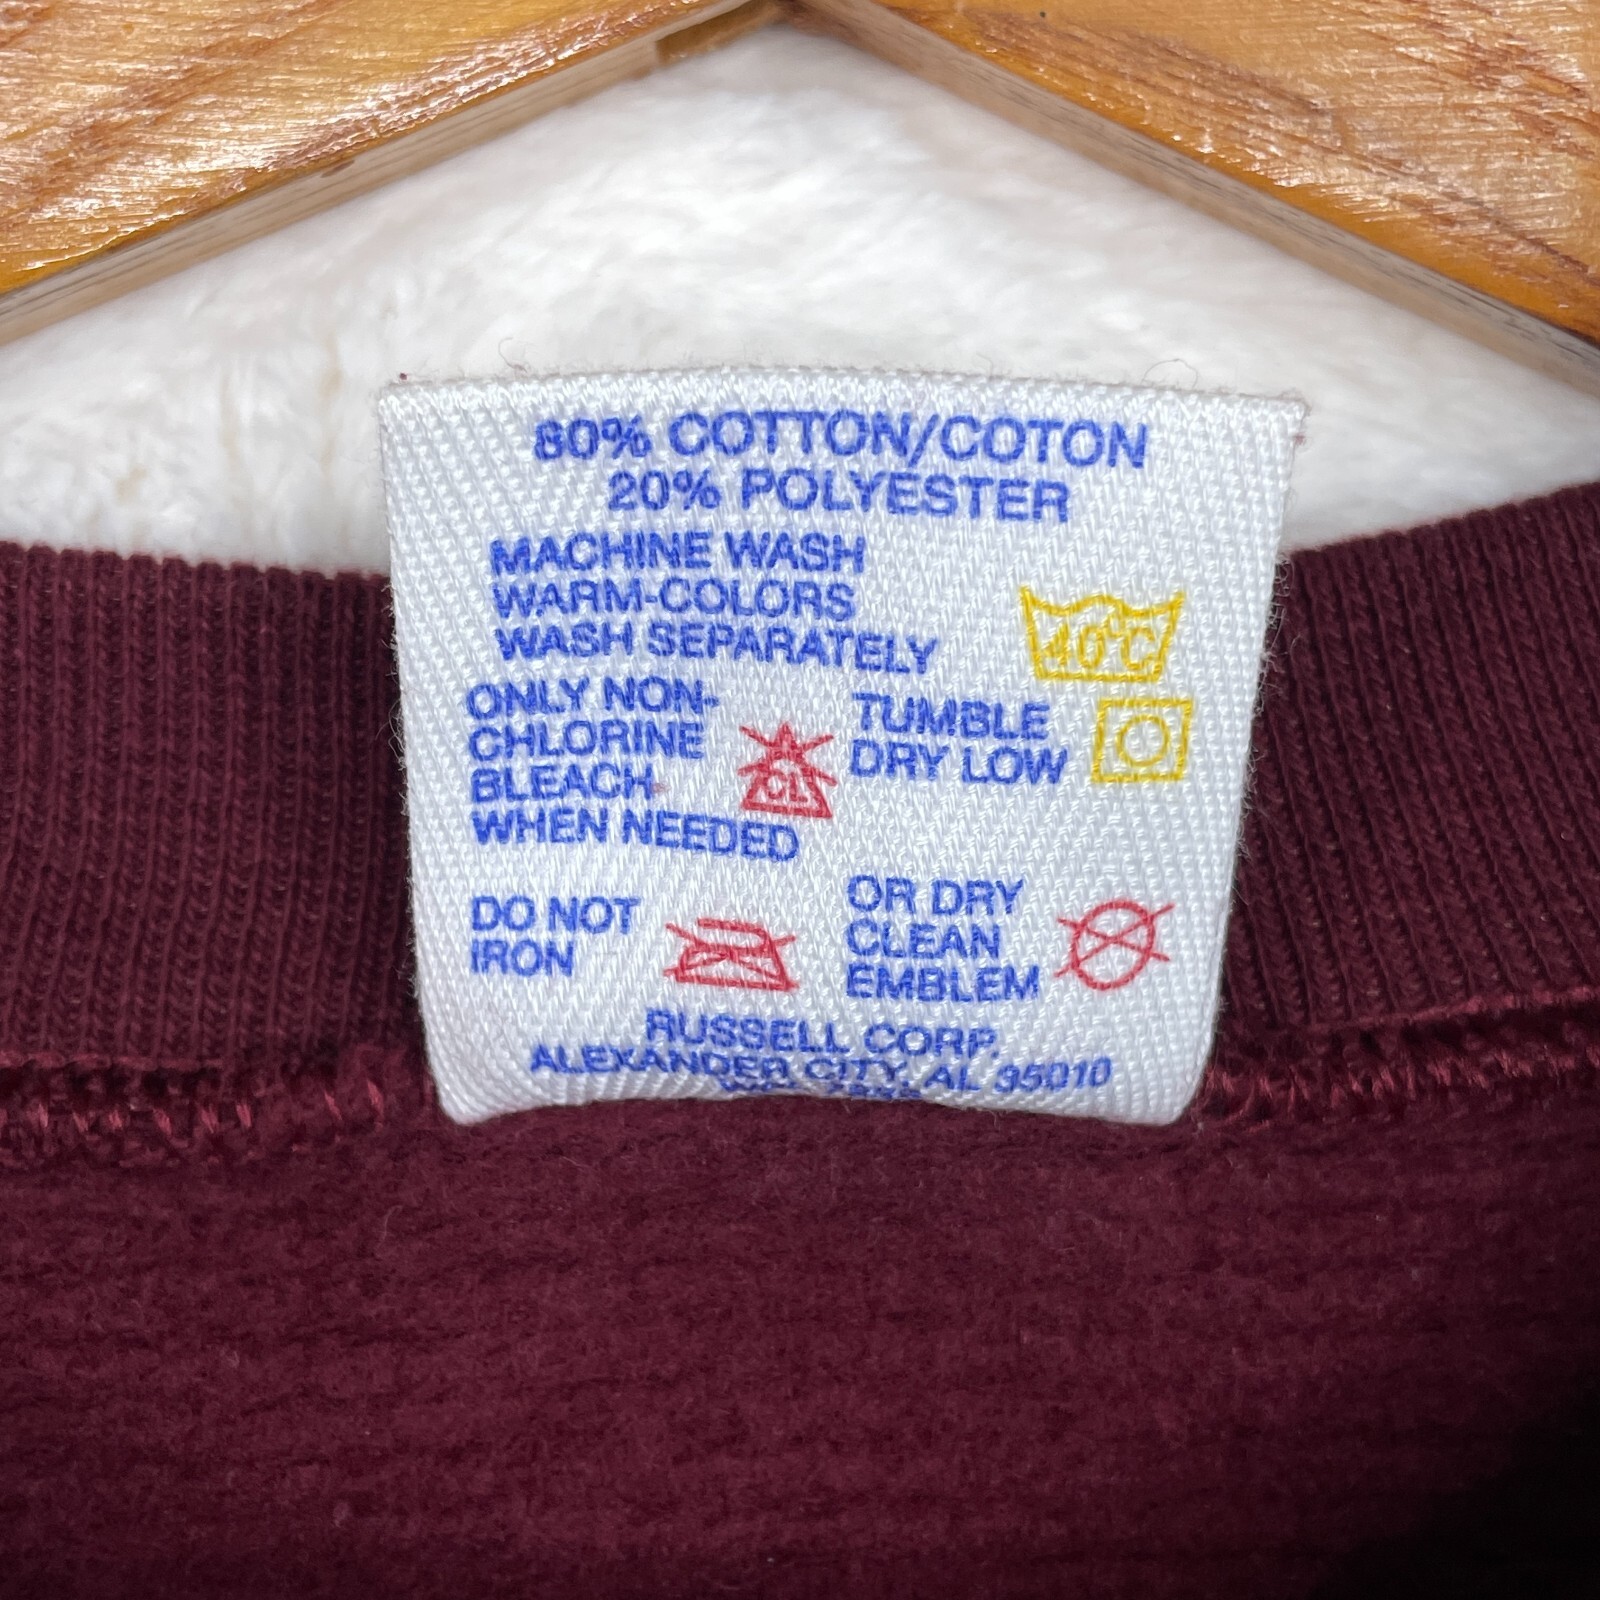 80% COTTON/COTON
20% POLYESTER
MACHINE WASH
WARM-COLORS
WASH SEPARATELY
40°C
ONLY NON-
CHLORINE
BLEACH
WHEN NEEDED
CL
TUMBLE
DRY LOW
DO NOT
IRON
OR DRY
CLEAN
EMBLEM
RUSSELL CORP.
ALEXANDER CITY, AL 35010